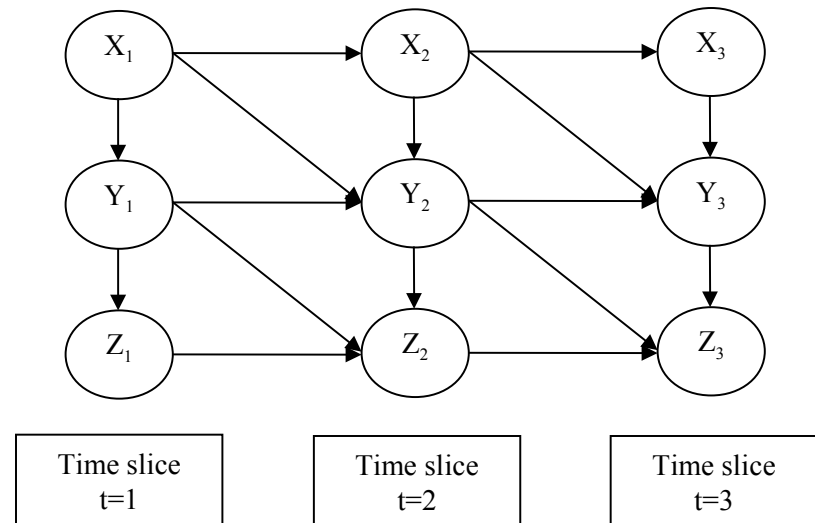 X₁ X₂ X₃
Y₁ Y₂ Y₃
Z₁ Z₂ Z₃
Time slice
t=1
Time slice
t=2
Time slice
t=3